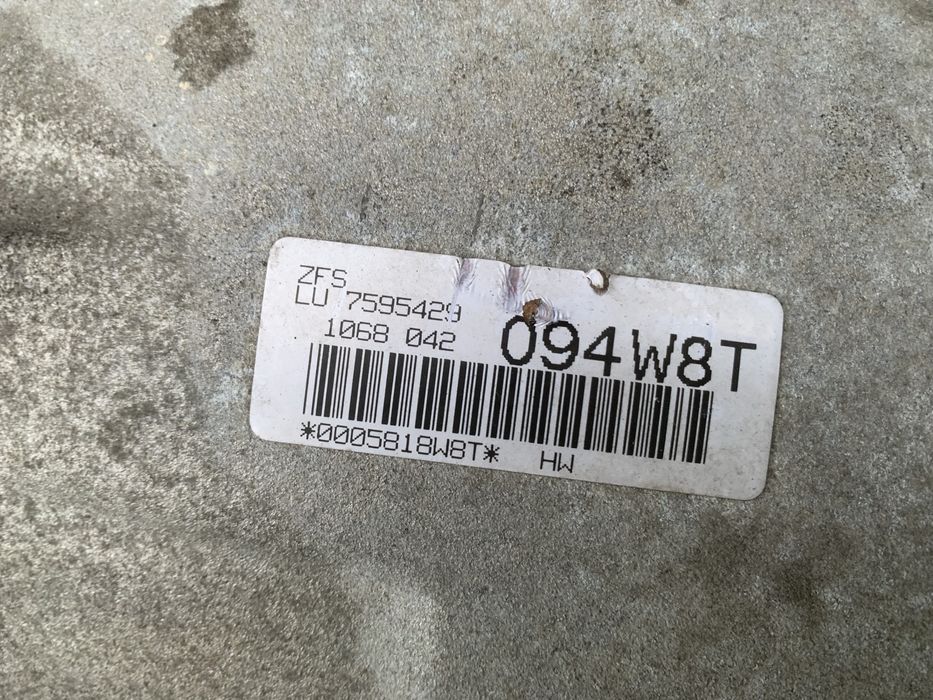 ZFS
LU 7595429
1068 042
094W8T
*0005818W8T*
HW